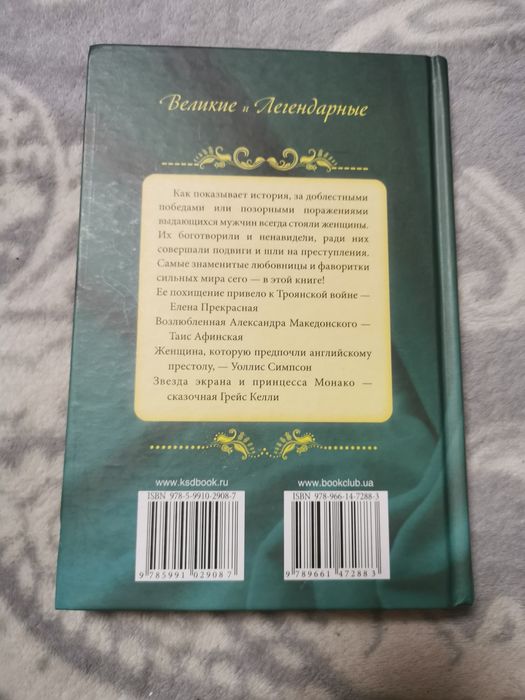 Великие и Легендарные
Как показывает история, за доблестными
победами или позорными поражениями
выдающихся мужчин всегда стояли женщины.
Их боготворили и ненавидели, ради них
совершали подвиги и шли на преступления.
Самые знаменитые любовницы и фаворитки
сильных мира сего — в этой книге!
Ее похищение привело к Троянской войне —
Елена Прекрасная
Возлюбленная Александра Македонского —
Таис Афинская
Женщина, которую предпочли английскому
престолу, — Уоллис Симпсон
Звезда экрана и принцесса Монако —
сказочная Грейс Келли
www.ksdbook.ru www.bookclub.ua
ISBN 978-5-9910-2908-7 ISBN 978-966-14-7288-3
9 785991 029087 9 789661 472883